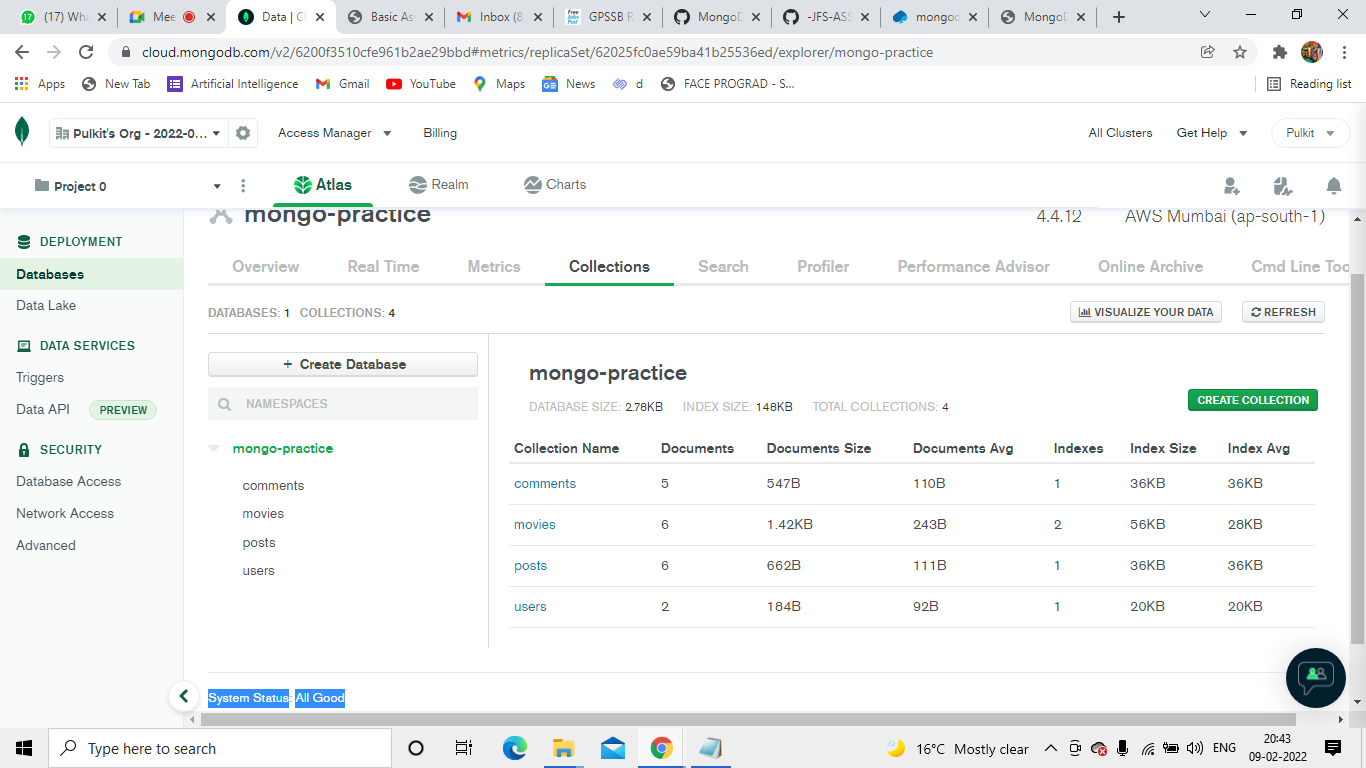 (17) Wha
Mee
Data | Cl
Basic As
Inbox (8,
Free Jobs Post
GPSSB R
MongoD
-JFS-ASS
mongod
MongoD
cloud.mongodb.com/v2/6200f3510cfe961b2ae29bbd#metrics/replicaSet/62025fc0ae59ba41b25536ed/explorer/mongo-practice
Apps
New Tab
Artificial Intelligence
Gmail
YouTube
Maps
News
d
FACE PROGRAD - S...
Reading list
Pulkit's Org - 2022-0...
Access Manager
Billing
All Clusters
Get Help
Pulkit
Project 0
Atlas
Realm
Charts
mongo-practice
4.4.12
AWS Mumbai (ap-south-1)
DEPLOYMENT
Databases
Data Lake
DATA SERVICES
Triggers
Data API PREVIEW
SECURITY
Database Access
Network Access
Advanced
Overview
Real Time
Metrics
Collections
Search
Profiler
Performance Advisor
Online Archive
Cmd Line Too
DATABASES: 1 COLLECTIONS: 4
VISUALIZE YOUR DATA
REFRESH
+ Create Database
NAMESPACES
mongo-practice
comments
movies
posts
users
mongo-practice
DATABASE SIZE: 2.78KB INDEX SIZE: 148KB TOTAL COLLECTIONS: 4
CREATE COLLECTION
Collection Name Documents Documents Size Documents Avg Indexes Index Size Index Avg
comments 5 547B 110B 1 36KB 36KB
movies 6 1.42KB 243B 2 56KB 28KB
posts 6 662B 111B 1 36KB 36KB
users 2 184B 92B 1 20KB 20KB
System Status: All Good
Type here to search
16°C Mostly clear
ENG
20:43
09-02-2022